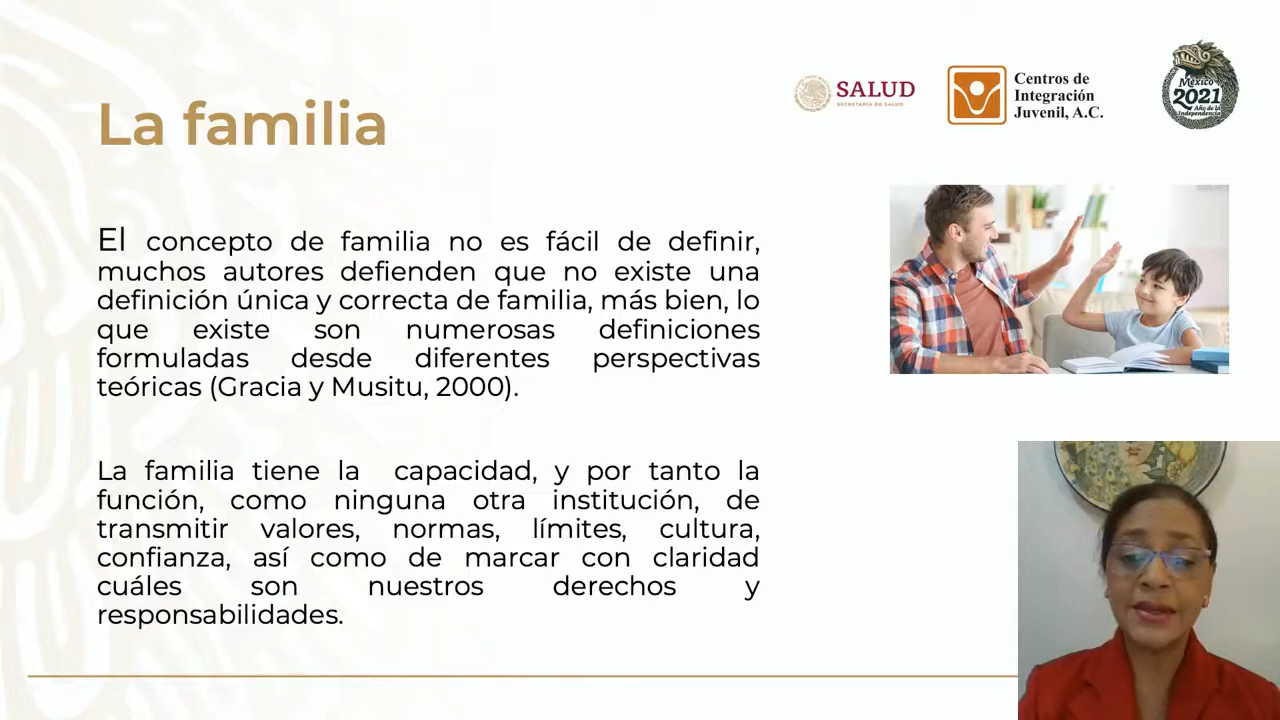 La familia
SALUD
SECRETARÍA DE SALUD
Centros de
Integración
Juvenil, A.C.
México
2021
Año de la
Independencia
El concepto de familia no es fácil de definir,
muchos autores defienden que no existe una
definición única y correcta de familia, más bien, lo
que existe son numerosas definiciones
formuladas desde diferentes perspectivas
teóricas (Gracia y Musitu, 2000).
La familia tiene la capacidad, y por tanto la
función, como ninguna otra institución, de
transmitir valores, normas, límites, cultura,
confianza, así como de marcar con claridad
cuáles son nuestros derechos y
responsabilidades.